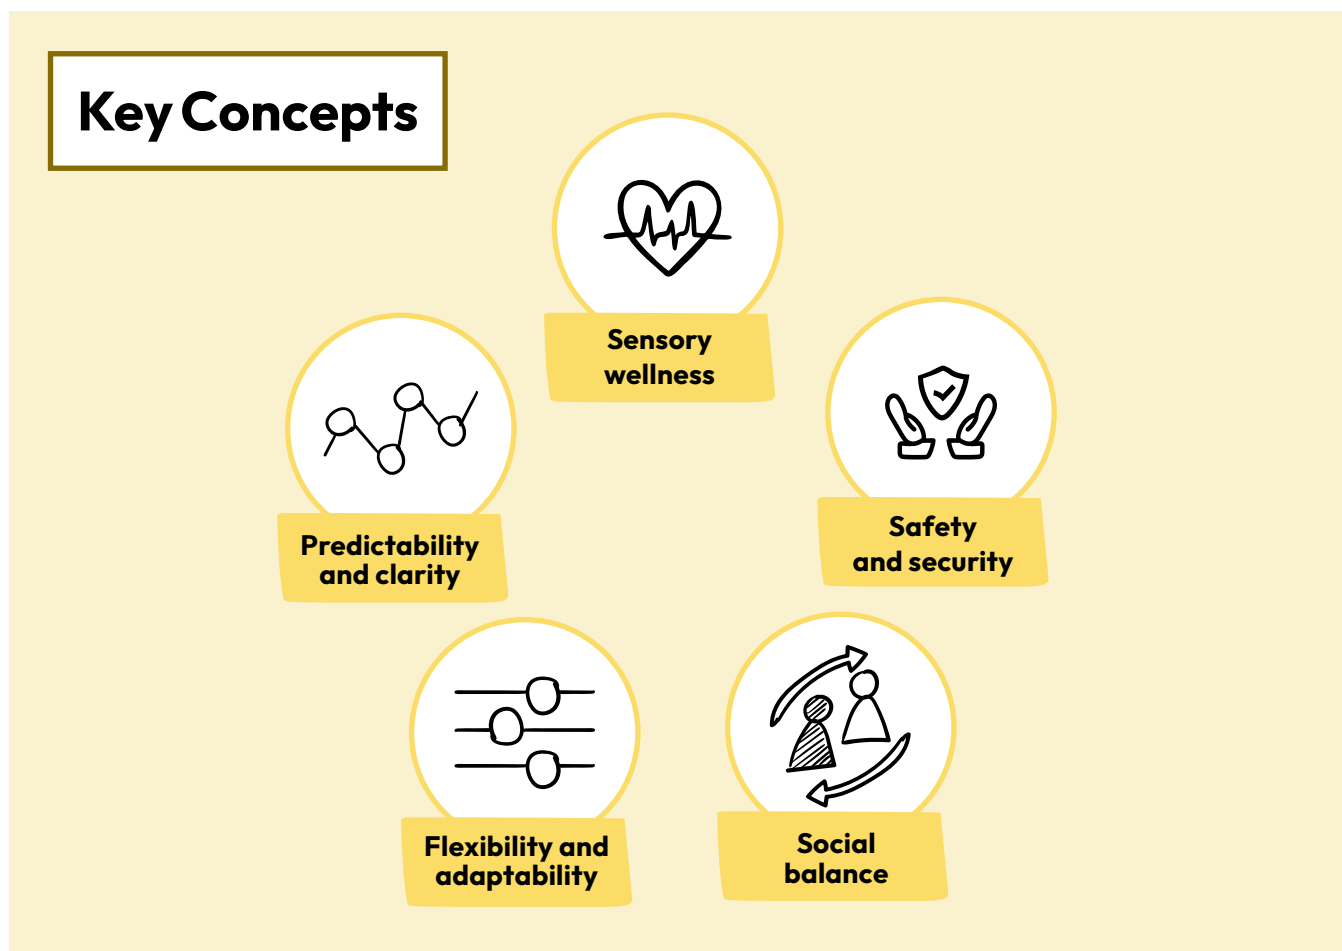 Key Concepts
Sensory
wellness
Safety
and security
Predictability
and clarity
Flexibility and
adaptability
Social
balance